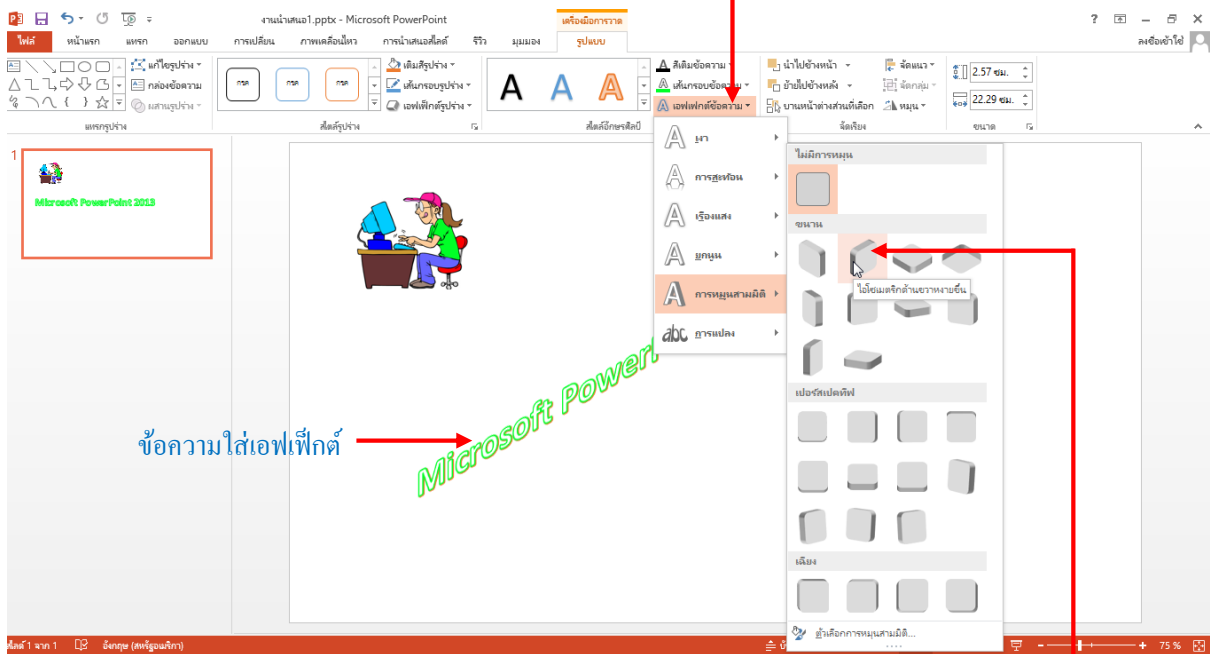 งานนำเสนอ1.pptx - Microsoft PowerPoint
เครื่องมือการวาด
ไฟล์ หน้าแรก แทรก ออกแบบ การเปลี่ยน ภาพเคลื่อนไหว การนำเสนอสไลด์ รีวิว มุมมอง รูปแบบ ลงชื่อเข้าใช้
แก้ไขรูปร่าง
กล่องข้อความ
ผสานรูปร่าง
แทรกรูปร่าง
กรด กรด กรด
เติมสีรูปร่าง
เส้นกรอบรูปร่าง
เอฟเฟ็กต์รูปร่าง
สไตล์รูปร่าง
A A A
สีเติมข้อความ
เส้นกรอบข้อความ
เอฟเฟกต์ข้อความ
สไตล์อักษรศิลป์
นำไปข้างหน้า
ย้ายไปข้างหลัง
บานหน้าต่างส่วนที่เลือก
จัดแนว
จัดกลุ่ม
หมุน
จัดเรียง
2.57 ซม.
22.29 ซม.
ขนาด
1
Microsoft PowerPoint 2013
เงา
การสะท้อน
เรืองแสง
ยกนูน
การหมุนสามมิติ
abc การแปลง
ไม่มีการหมุน
ขนาน
ไอโซเมตริกด้านขวาหงายขึ้น
เปอร์สเปคทีฟ
เฉียง
ตัวเลือกการหมุนสามมิติ...
Microsoft Power
ข้อความใส่เอฟเฟ็กต์
สไลด์ 1 จาก 1 อังกฤษ (สหรัฐอเมริกา) 75 %